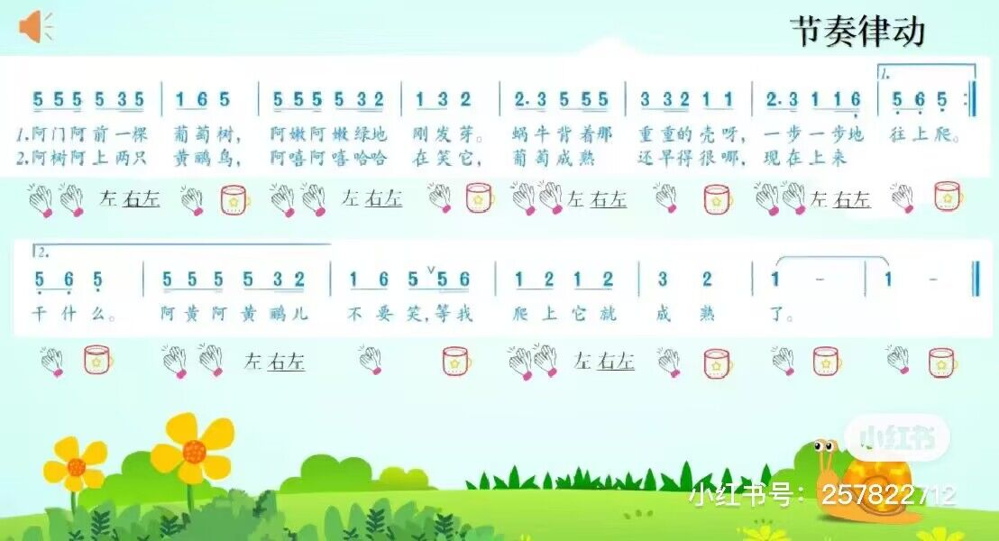 节奏律动
1.
5 5 5 5 3 5 | 1 6 5 | 5 5 5 5 3 2 | 1 3 2 | 2. 3 5 5 5 | 3 3 2 1 1 | 2. 3 1 1 6 | 5 6 5 :|
1.阿门阿前一棵 葡萄树， 阿嫩阿嫩绿地 刚发芽。 蜗牛背着那 重重的壳呀， 一步一步地 往上爬。
2.阿树阿上两只 黄鹂鸟， 阿嘻阿嘻哈哈 在笑它， 葡萄成熟 还早得很哪， 现在上来
左 右左 左 右左 左 右左 左 右左
2.
5 6 5 | 5 5 5 5 3 2 | 1 6 5 V 5 6 | 1 2 1 2 | 3 2 | 1 - | 1 - ‖
干什么。 阿黄阿黄鹂儿 不要笑，等我 爬上它就 成熟 了。
左 右左 左 右左
小红书
小红书号：257822712